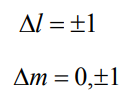 Δl = ±1
Δm = 0,±1